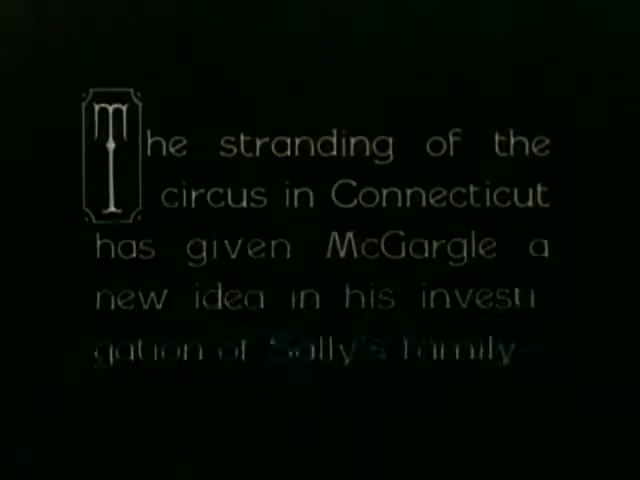 The stranding of the
circus in Connecticut
has given McGargle a
new idea in his investi
gation of Sally's family—